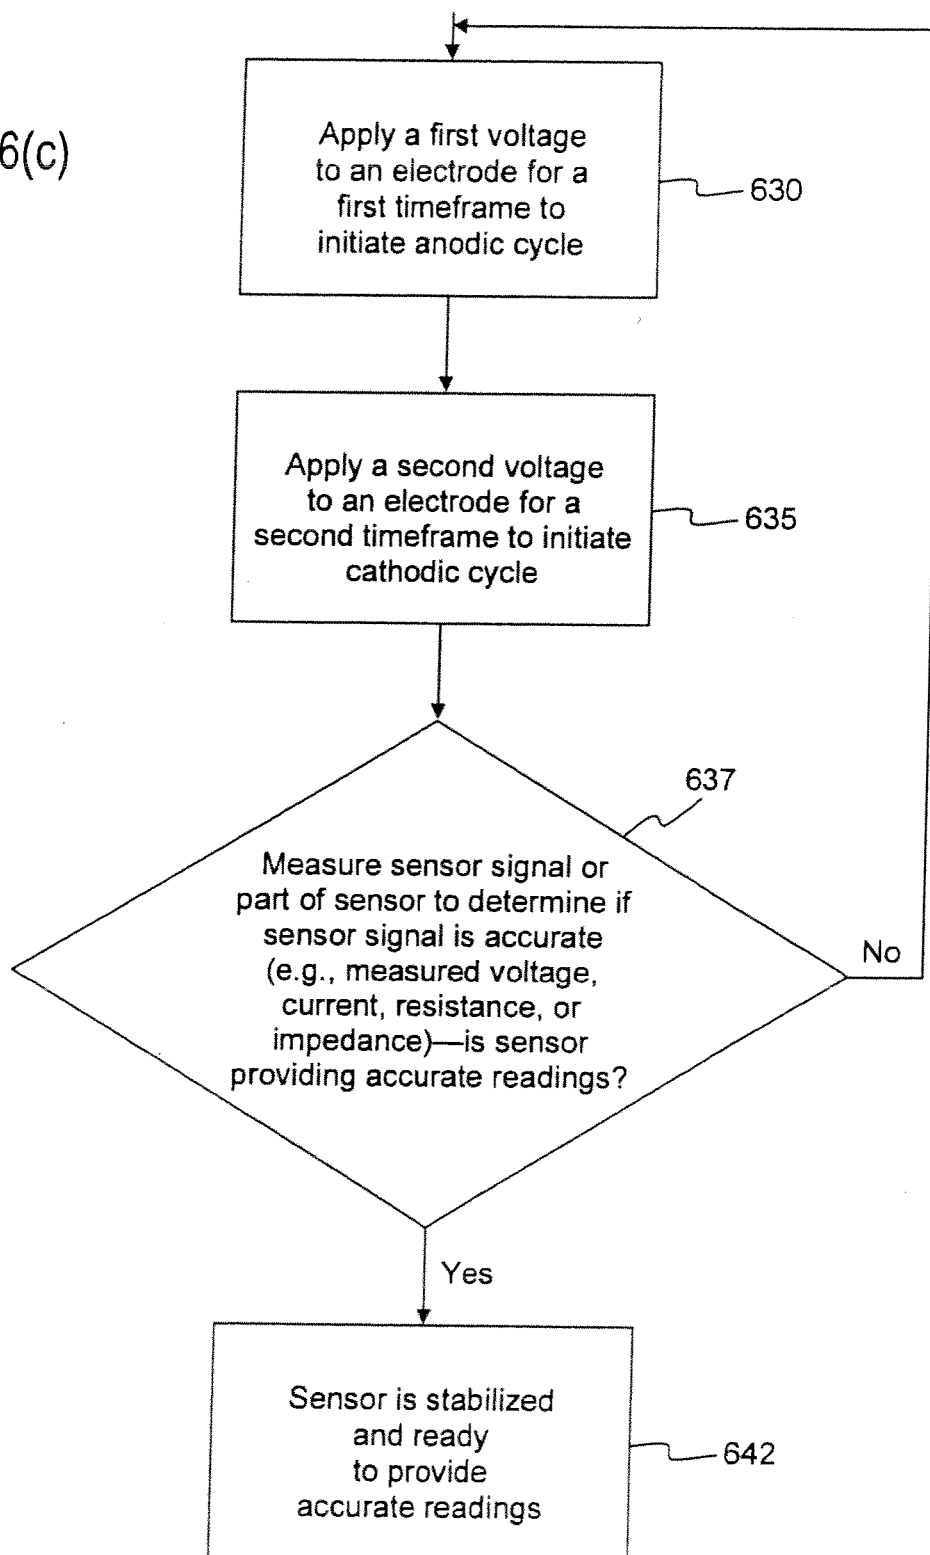 6(c)
Apply a first voltage
to an electrode for a
first timeframe to
initiate anodic cycle
630
Apply a second voltage
to an electrode for a
second timeframe to initiate
cathodic cycle
635
637
Measure sensor signal or
part of sensor to determine if
sensor signal is accurate
(e.g., measured voltage,
current, resistance, or
impedance)—is sensor
providing accurate readings?
No
Yes
Sensor is stabilized
and ready
to provide
accurate readings
642